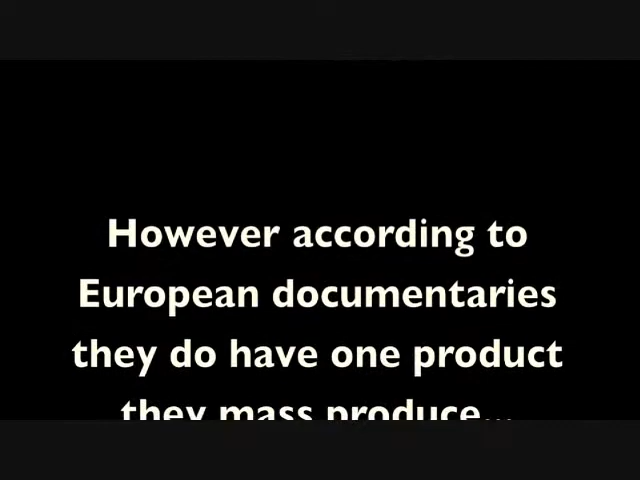 However according to
European documentaries
they do have one product
they mass produce...